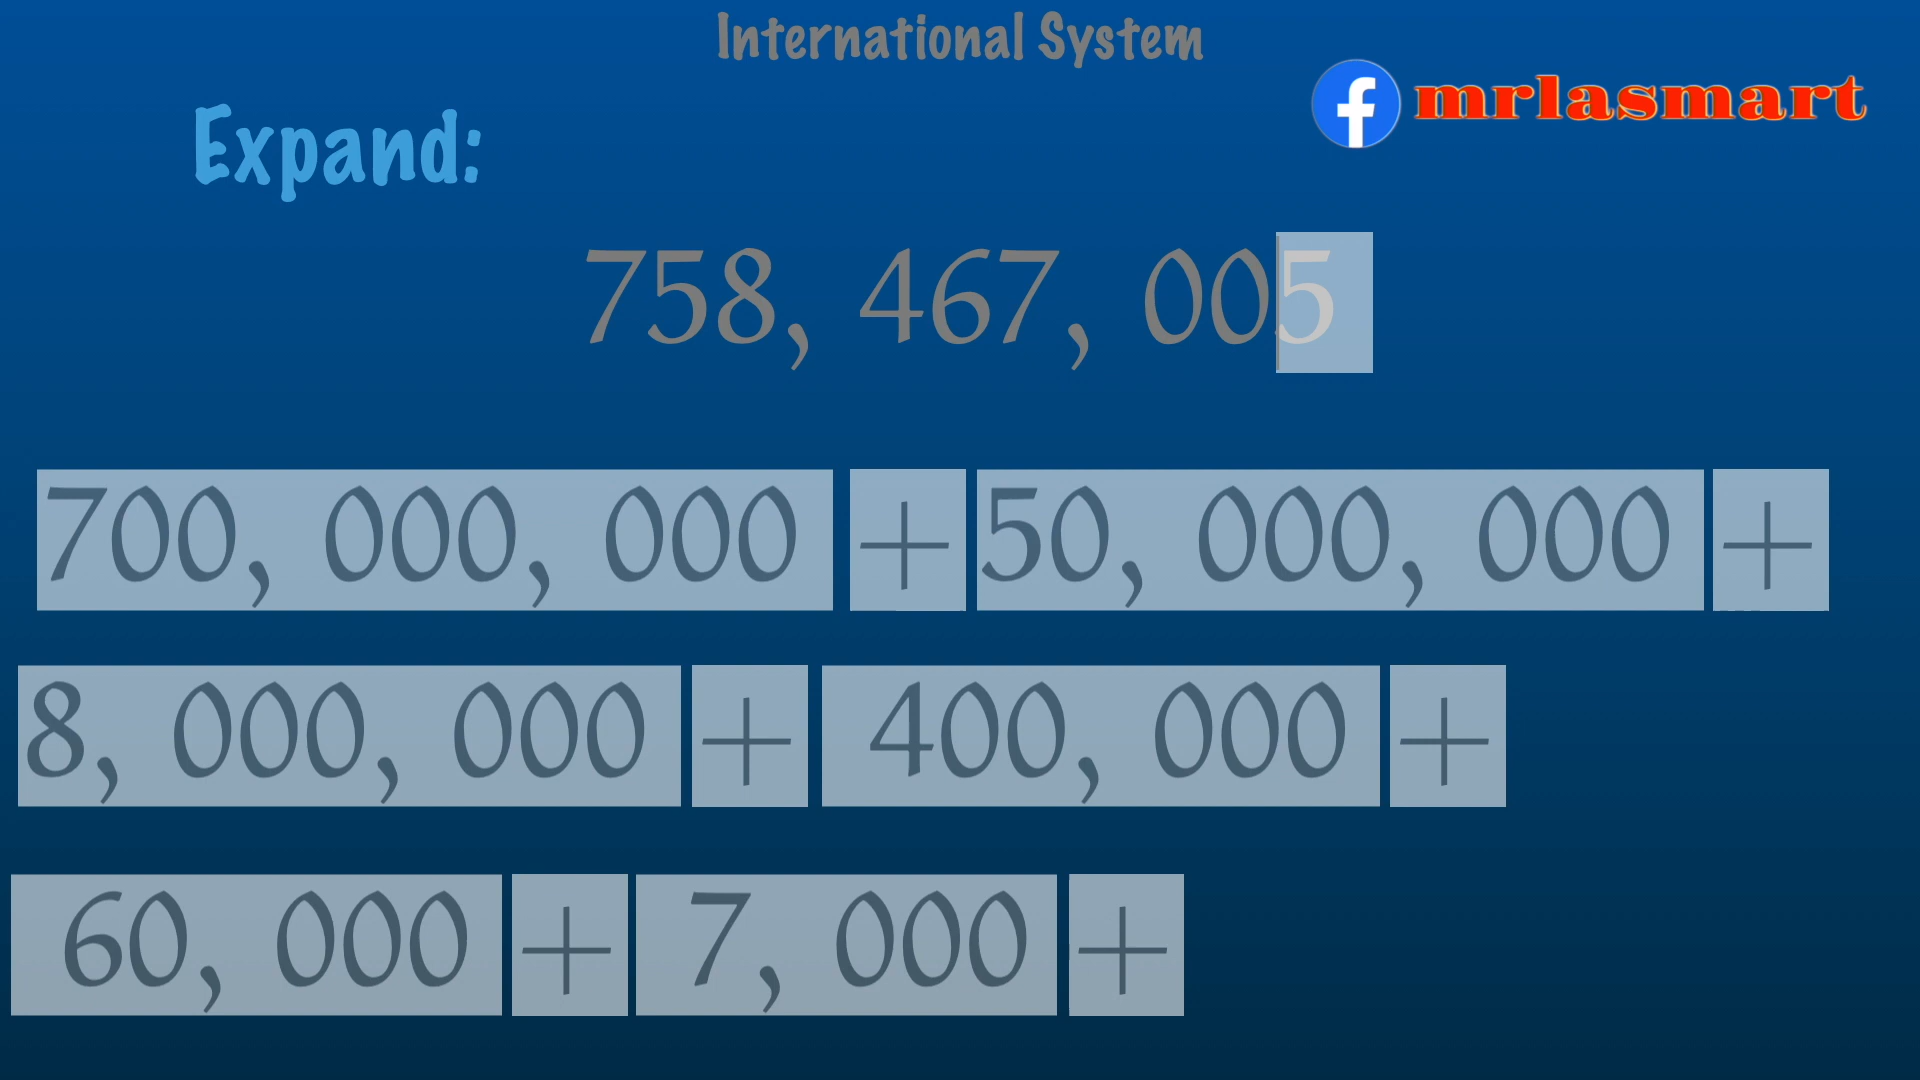 International System
f mrlasmart
Expand:
758, 467, 005
700, 000, 000 + 50, 000, 000 +
8, 000, 000 + 400, 000 +
60, 000 + 7, 000 +